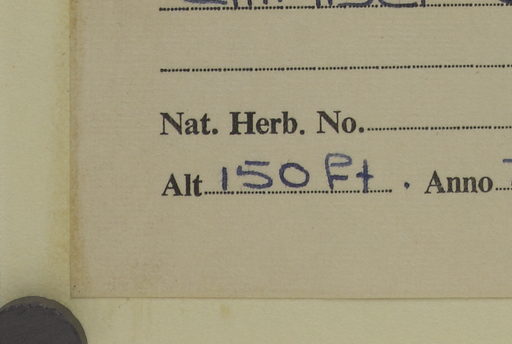 Nat. Herb. No.
Alt 150 Ft. Anno